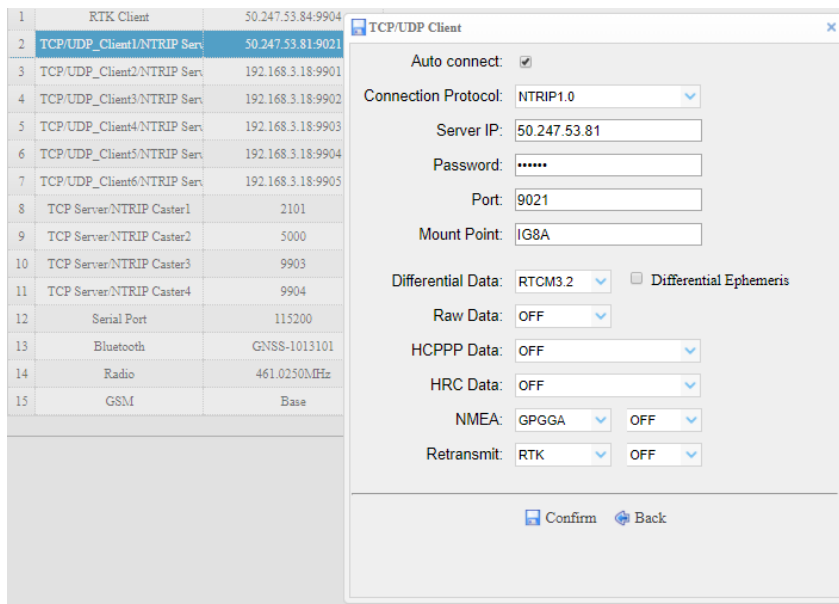 1 RTK Client 50.247.53.84:9904
2 TCP/UDP_Client1/NTRIP Serv 50.247.53.81:9021
3 TCP/UDP_Client2/NTRIP Serv 192.168.3.18:9901
4 TCP/UDP_Client3/NTRIP Serv 192.168.3.18:9902
5 TCP/UDP_Client4/NTRIP Serv 192.168.3.18:9903
6 TCP/UDP_Client5/NTRIP Serv 192.168.3.18:9904
7 TCP/UDP_Client6/NTRIP Serv 192.168.3.18:9905
8 TCP Server/NTRIP Caster1 2101
9 TCP Server/NTRIP Caster2 5000
10 TCP Server/NTRIP Caster3 9903
11 TCP Server/NTRIP Caster4 9904
12 Serial Port 115200
13 Bluetooth GNSS-1013101
14 Radio 461.0250MHz
15 GSM Base
TCP/UDP Client
Auto connect:
Connection Protocol: NTRIP1.0
Server IP: 50.247.53.81
Password: ••••••
Port: 9021
Mount Point: IG8A
Differential Data: RTCM3.2 Differential Ephemeris
Raw Data: OFF
HCPPP Data: OFF
HRC Data: OFF
NMEA: GPGGA OFF
Retransmit: RTK OFF
Confirm Back